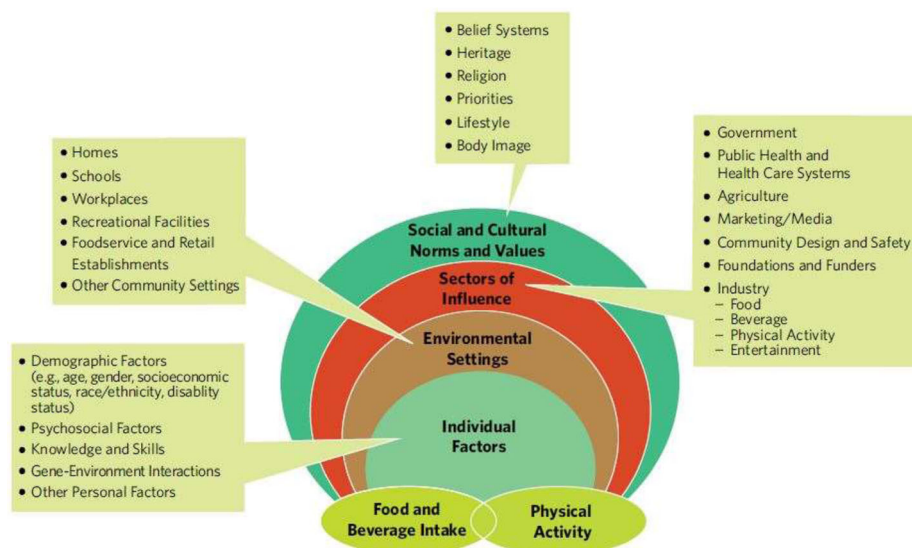 • Belief Systems
• Heritage
• Religion
• Priorities
• Lifestyle
• Body Image
• Homes
• Schools
• Workplaces
• Recreational Facilities
• Foodservice and Retail
Establishments
• Other Community Settings
• Government
• Public Health and
Health Care Systems
• Agriculture
• Marketing/Media
• Community Design and Safety
• Foundations and Funders
• Industry
– Food
– Beverage
– Physical Activity
– Entertainment
Social and Cultural
Norms and Values
Sectors of
Influence
Environmental
Settings
• Demographic Factors
(e.g., age, gender, socioeconomic
status, race/ethnicity, disablity
status)
• Psychosocial Factors
• Knowledge and Skills
• Gene-Environment Interactions
• Other Personal Factors
Individual
Factors
Food and
Beverage Intake
Physical
Activity